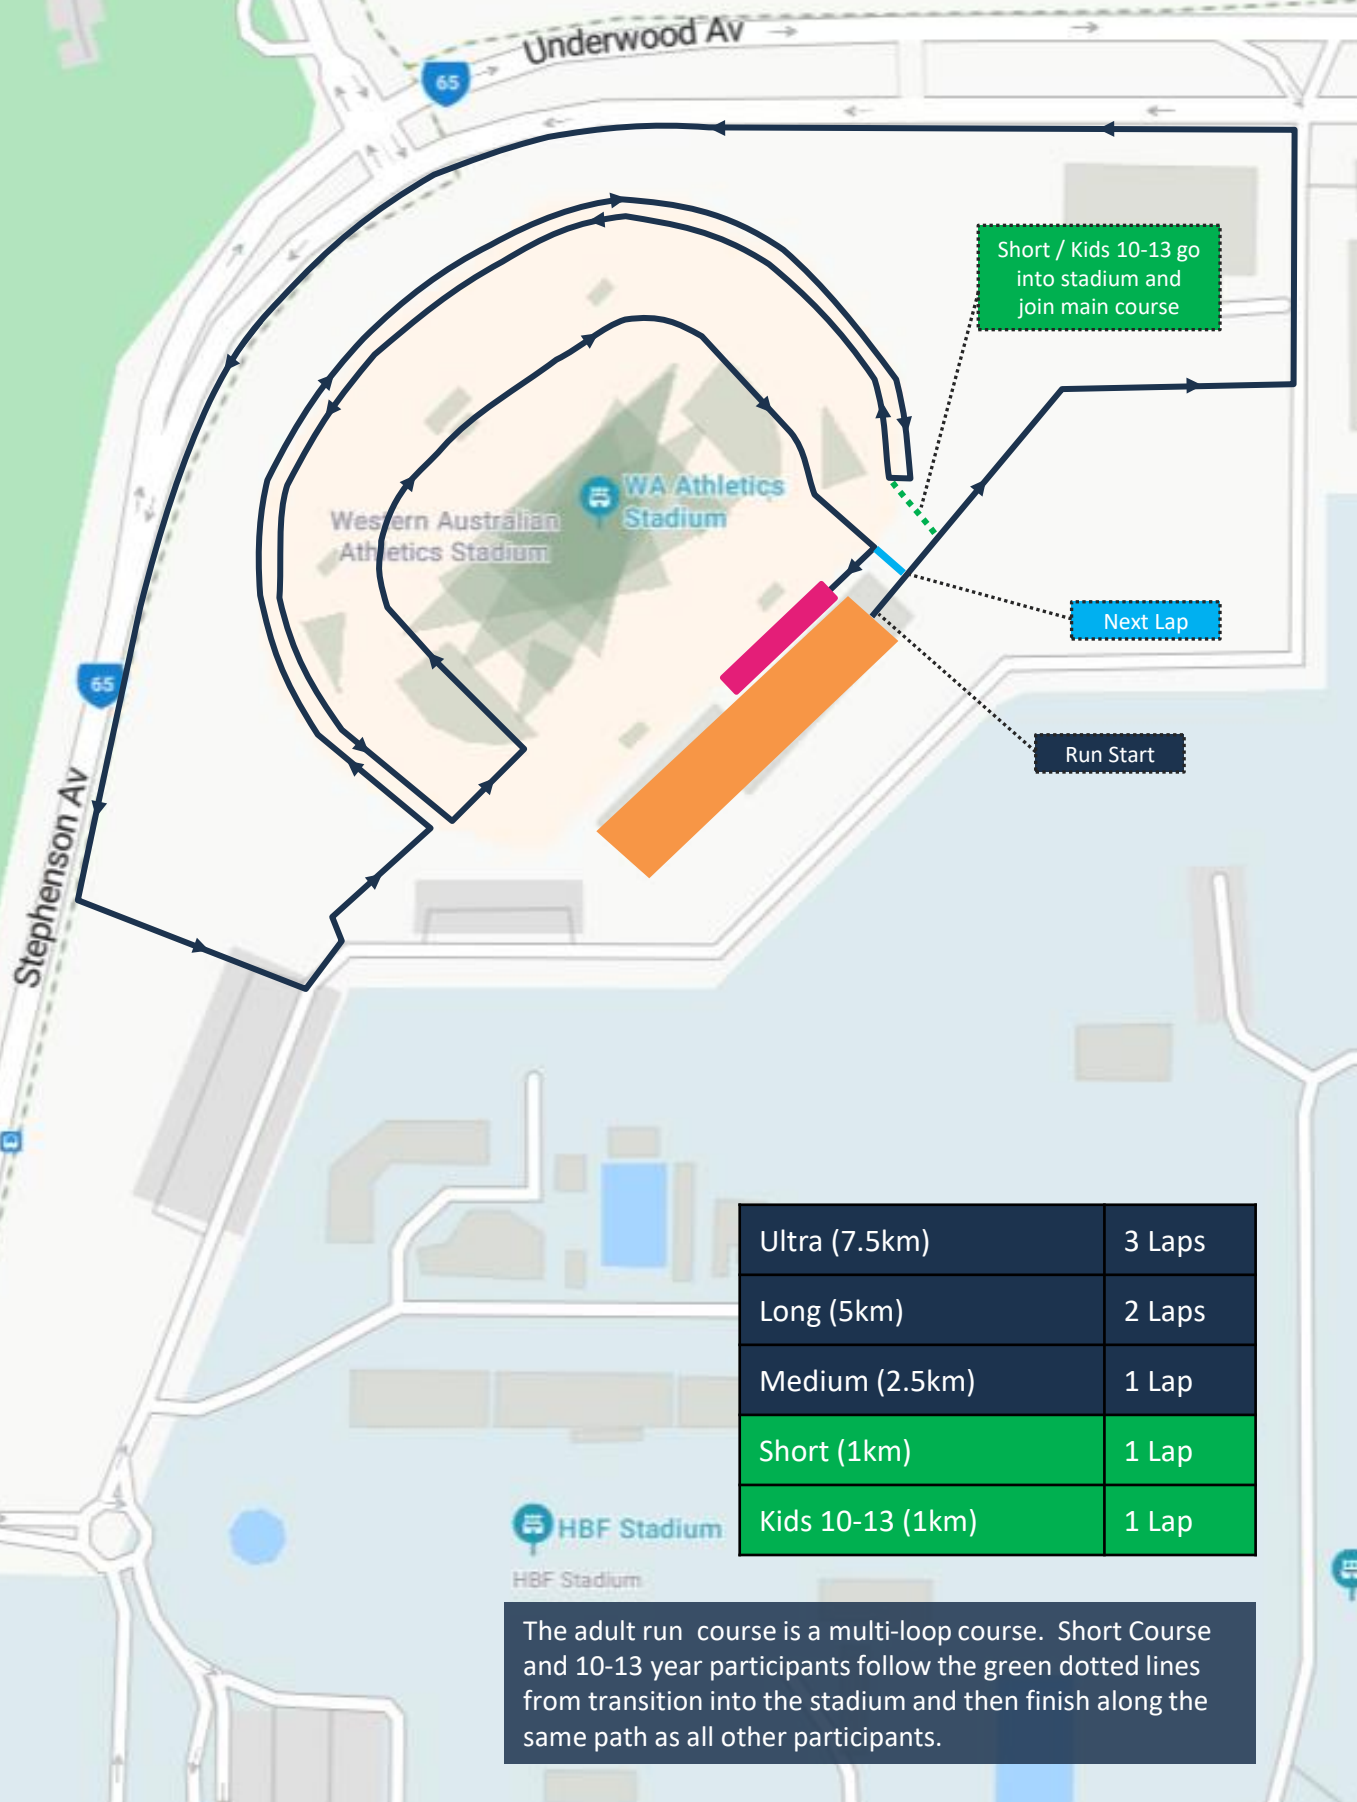 Underwood Av
65
Short / Kids 10-13 go
into stadium and
join main course
WA Athletics
Stadium
Western Australian
Athletics Stadium
Next Lap
65
Run Start
Stephenson Av
Ultra (7.5km) 3 Laps
Long (5km) 2 Laps
Medium (2.5km) 1 Lap
Short (1km) 1 Lap
Kids 10-13 (1km) 1 Lap
HBF Stadium
HBF Stadium
The adult run  course is a multi-loop course.  Short Course
and 10-13 year participants follow the green dotted lines
from transition into the stadium and then finish along the
same path as all other participants.